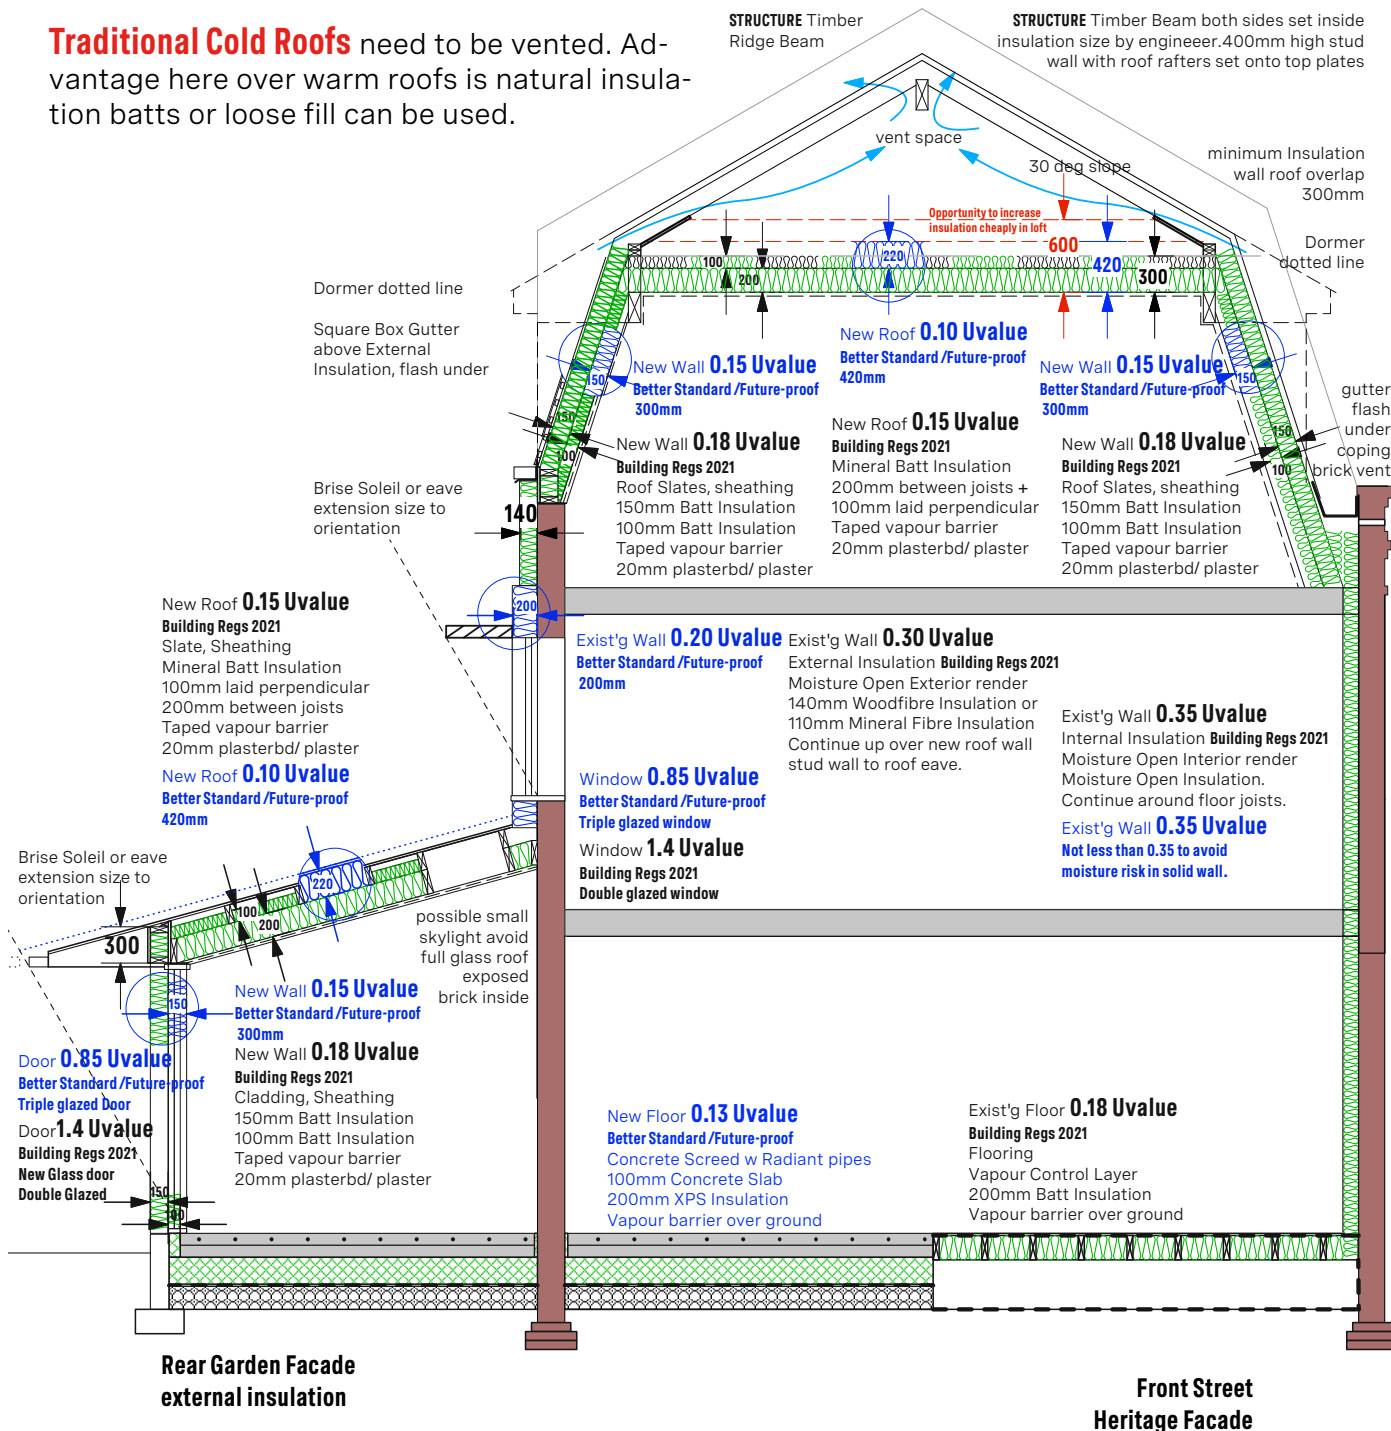 Traditional Cold Roofs need to be vented. Ad-
vantage here over warm roofs is natural insula-
tion batts or loose fill can be used.
STRUCTURE Timber
Ridge Beam
STRUCTURE Timber Beam both sides set inside
insulation size by engineeer.400mm high stud
wall with roof rafters set onto top plates
vent space
30 deg slope
minimum Insulation
wall roof overlap
300mm
Opportunity to increase
insulation cheaply in loft
600
420
300
220
100
200
Dormer
dotted line
Dormer dotted line
Square Box Gutter
above External
Insulation, flash under
150
New Wall 0.15 Uvalue
Better Standard /Future-proof
300mm
New Roof 0.10 Uvalue
Better Standard /Future-proof
420mm
New Wall 0.15 Uvalue
Better Standard /Future-proof
300mm
150
gutter
flash
under
coping
brick vent
150
100
New Wall 0.18 Uvalue
Building Regs 2021
Roof Slates, sheathing
150mm Batt Insulation
100mm Batt Insulation
Taped vapour barrier
20mm plasterbd/ plaster
New Roof 0.15 Uvalue
Building Regs 2021
Mineral Batt Insulation
200mm between joists +
100mm laid perpendicular
Taped vapour barrier
20mm plasterbd/ plaster
New Wall 0.18 Uvalue
Building Regs 2021
Roof Slates, sheathing
150mm Batt Insulation
100mm Batt Insulation
Taped vapour barrier
20mm plasterbd/ plaster
150
100
Brise Soleil or eave
extension size to
orientation
140
200
New Roof 0.15 Uvalue
Building Regs 2021
Slate, Sheathing
Mineral Batt Insulation
100mm laid perpendicular
200mm between joists
Taped vapour barrier
20mm plasterbd/ plaster
New Roof 0.10 Uvalue
Better Standard /Future-proof
420mm
Exist'g Wall 0.20 Uvalue
Better Standard /Future-proof
200mm
Exist'g Wall 0.30 Uvalue
External Insulation Building Regs 2021
Moisture Open Exterior render
140mm Woodfibre Insulation or
110mm Mineral Fibre Insulation
Continue up over new roof wall
stud wall to roof eave.
Exist'g Wall 0.35 Uvalue
Internal Insulation Building Regs 2021
Moisture Open Interior render
Moisture Open Insulation.
Continue around floor joists.
Exist'g Wall 0.35 Uvalue
Not less than 0.35 to avoid
moisture risk in solid wall.
Window 0.85 Uvalue
Better Standard /Future-proof
Triple glazed window
Window 1.4 Uvalue
Building Regs 2021
Double glazed window
Brise Soleil or eave
extension size to
orientation
220
100
200
300
possible small
skylight avoid
full glass roof
exposed
brick inside
150
New Wall 0.15 Uvalue
Better Standard /Future-proof
300mm
New Wall 0.18 Uvalue
Building Regs 2021
Cladding, Sheathing
150mm Batt Insulation
100mm Batt Insulation
Taped vapour barrier
20mm plasterbd/ plaster
Door 0.85 Uvalue
Better Standard /Future-proof
Triple glazed Door
Door 1.4 Uvalue
Building Regs 2021
New Glass door
Double Glazed
150
100
New Floor 0.13 Uvalue
Better Standard /Future-proof
Concrete Screed w Radiant pipes
100mm Concrete Slab
200mm XPS Insulation
Vapour barrier over ground
Exist'g Floor 0.18 Uvalue
Building Regs 2021
Flooring
Vapour Control Layer
200mm Batt Insulation
Vapour barrier over ground
Rear Garden Facade
external insulation
Front Street
Heritage Facade